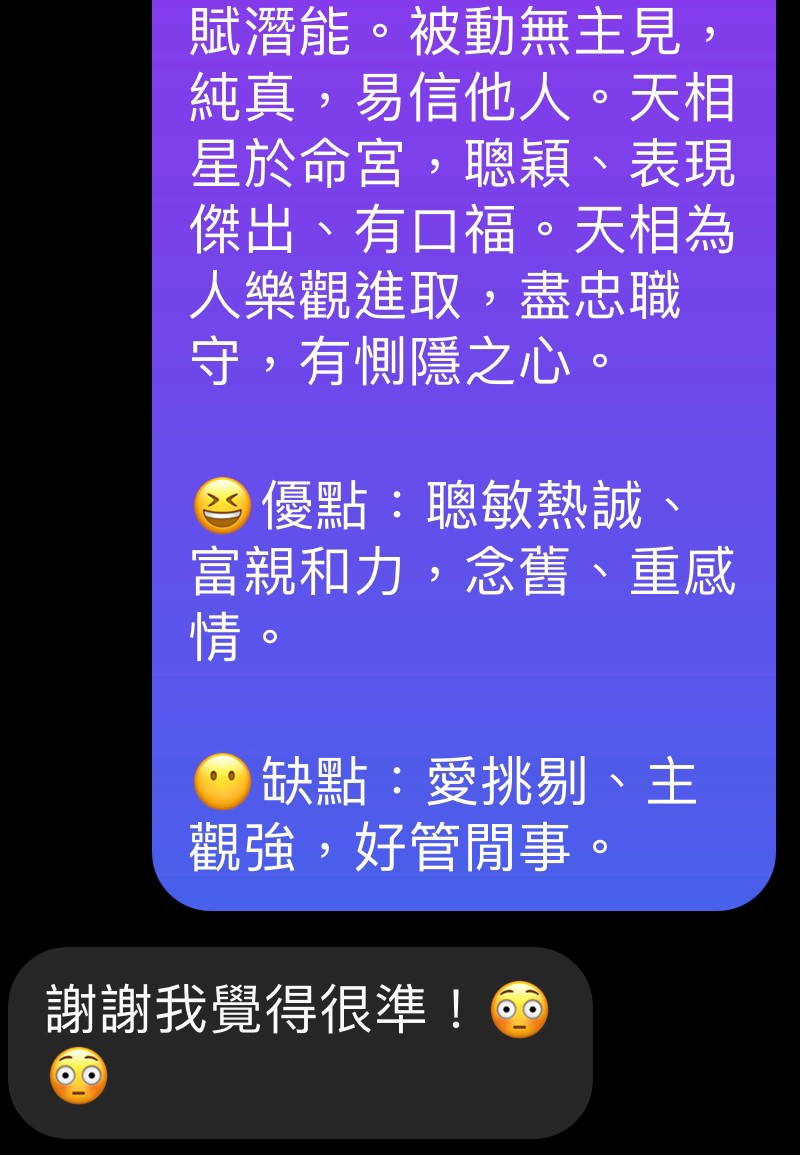 賦潛能。被動無主見，
純真，易信他人。天相
星於命宮，聰穎、表現
傑出、有口福。天相為
人樂觀進取，盡忠職
守，有惻隱之心。
😆優點：聰敏熱誠、
富親和力，念舊、重感
情。
😶缺點：愛挑剔、主
觀強，好管閒事。
謝謝我覺得很準！😳
😳